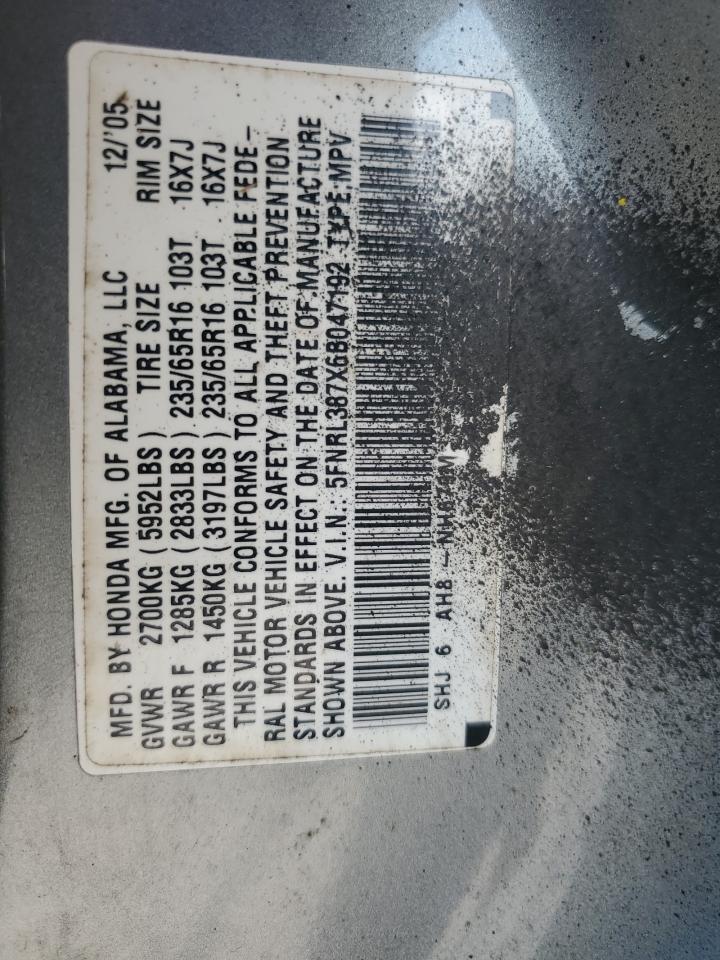 MFD. BY HONDA MFG. OF ALABAMA, LLC 12/'05
GVWR 2700KG (5952LBS) TIRE SIZE RIM SIZE
GAWR F 1285KG (2833LBS) 235/65R16 103T 16X7J
GAWR R 1450KG (3197LBS) 235/65R16 103T 16X7J
THIS VEHICLE CONFORMS TO ALL APPLICABLE FEDE-
RAL MOTOR VEHICLE SAFETY AND THEFT PREVENTION
STANDARDS IN EFFECT ON THE DATE OF MANUFACTURE
SHOWN ABOVE. V.I.N.: 5FNRL387X6B047192 TYPE:MPV
SHJ 6 AH8 -